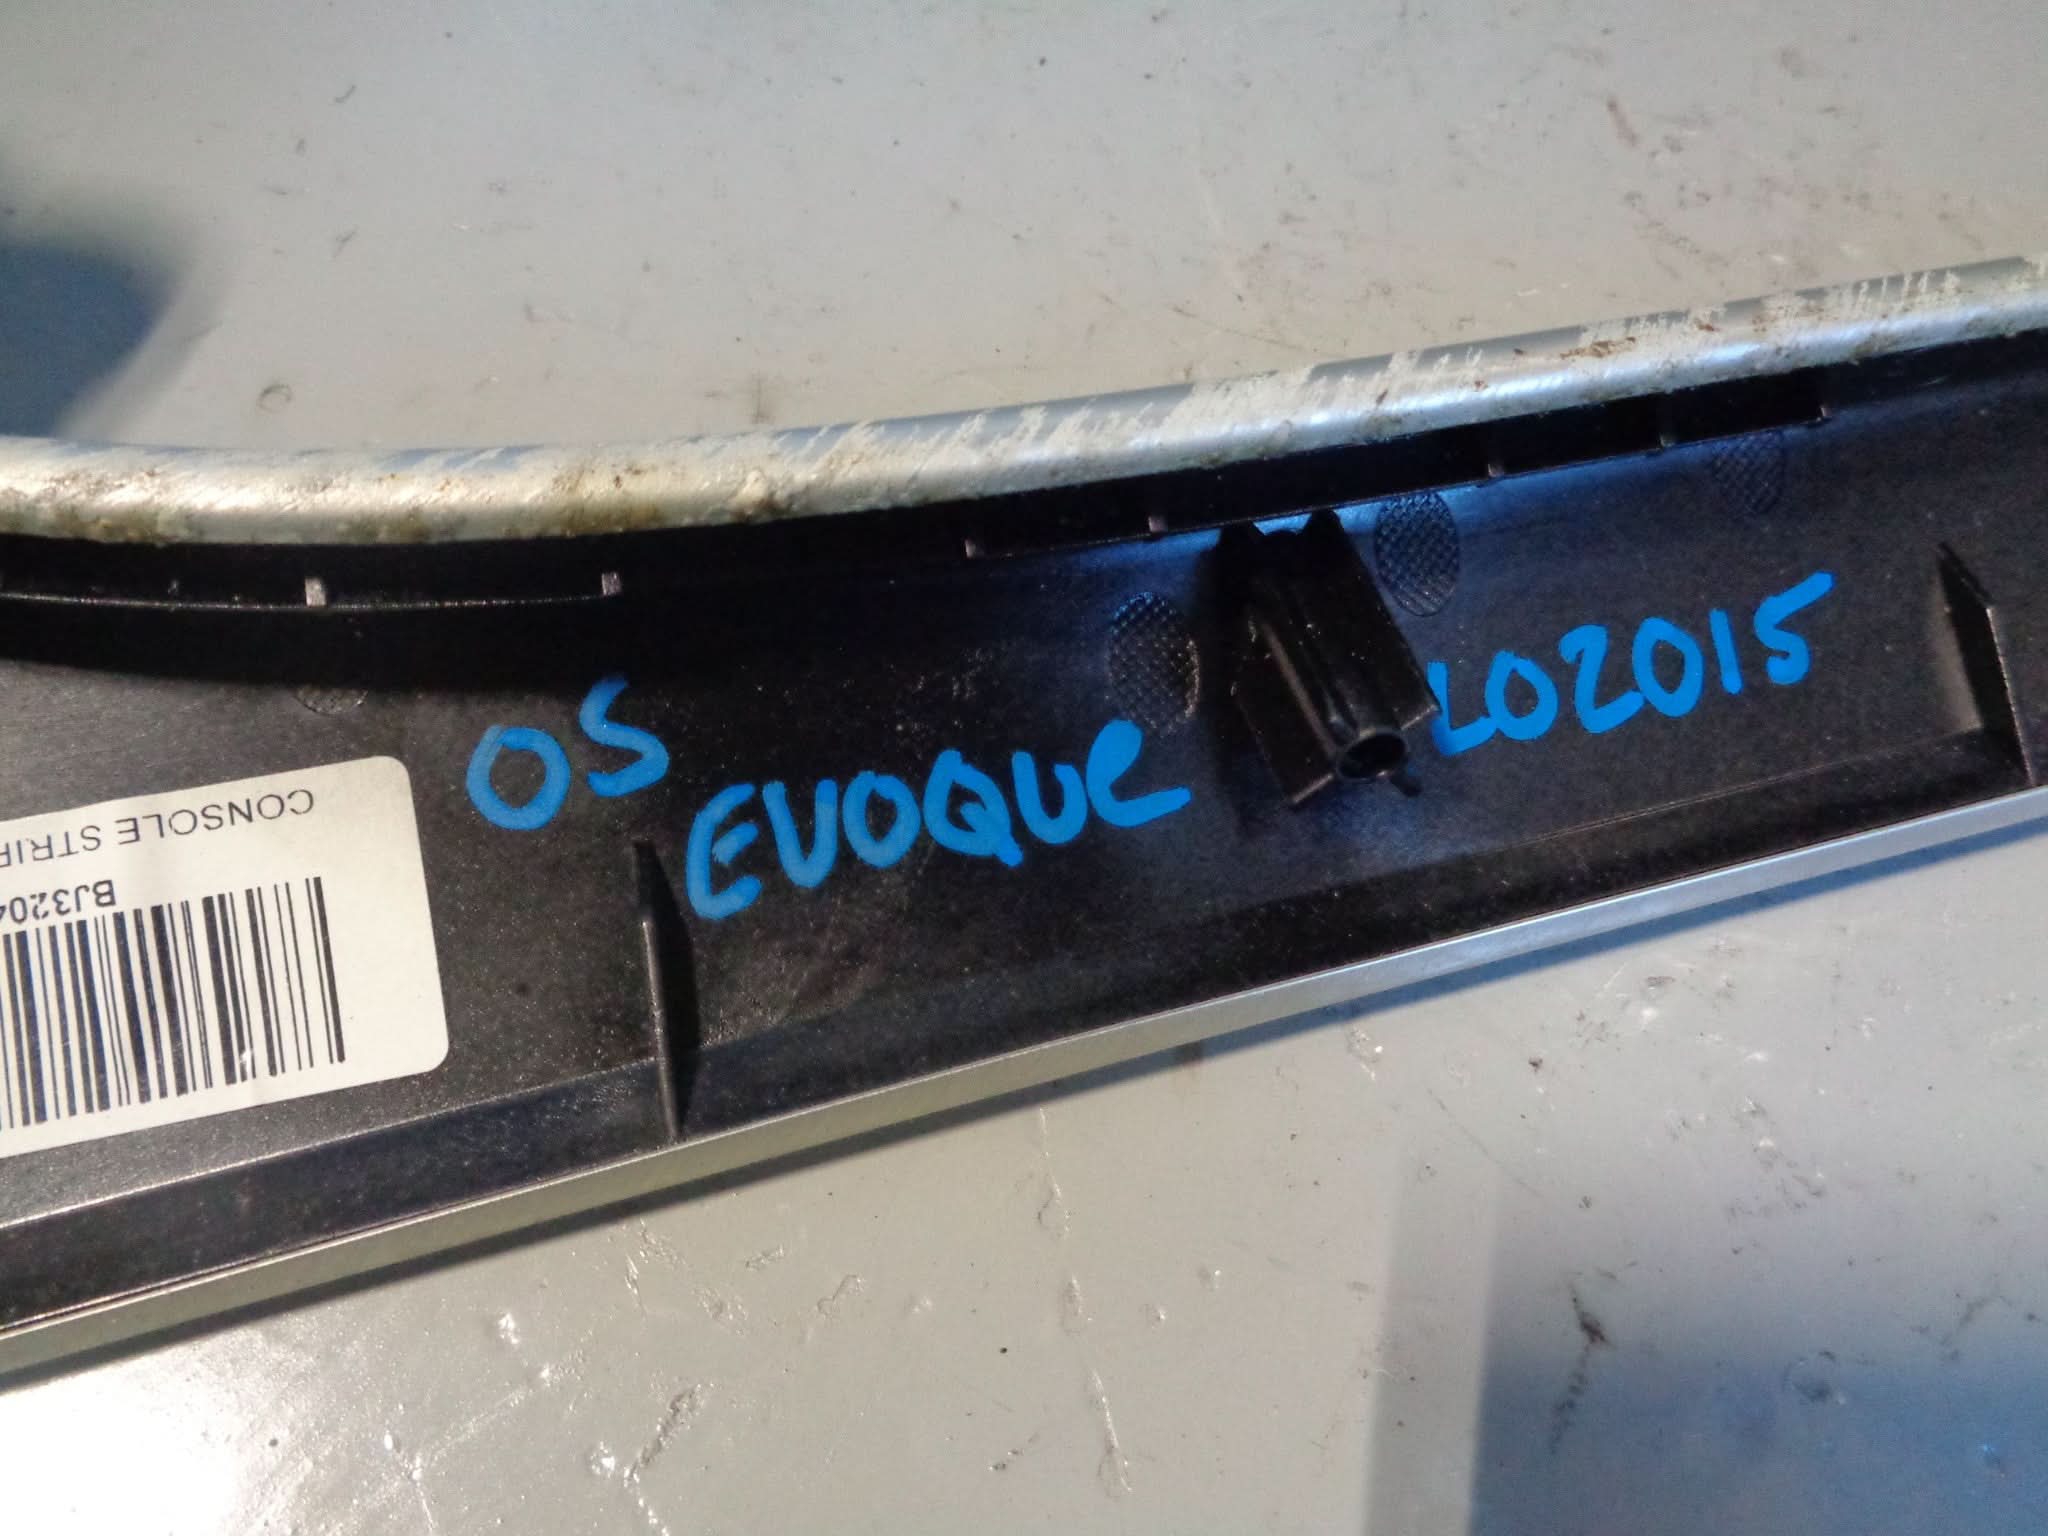 OS
EVOQUE LO2015
CONSOLE STRIP
BJ3204